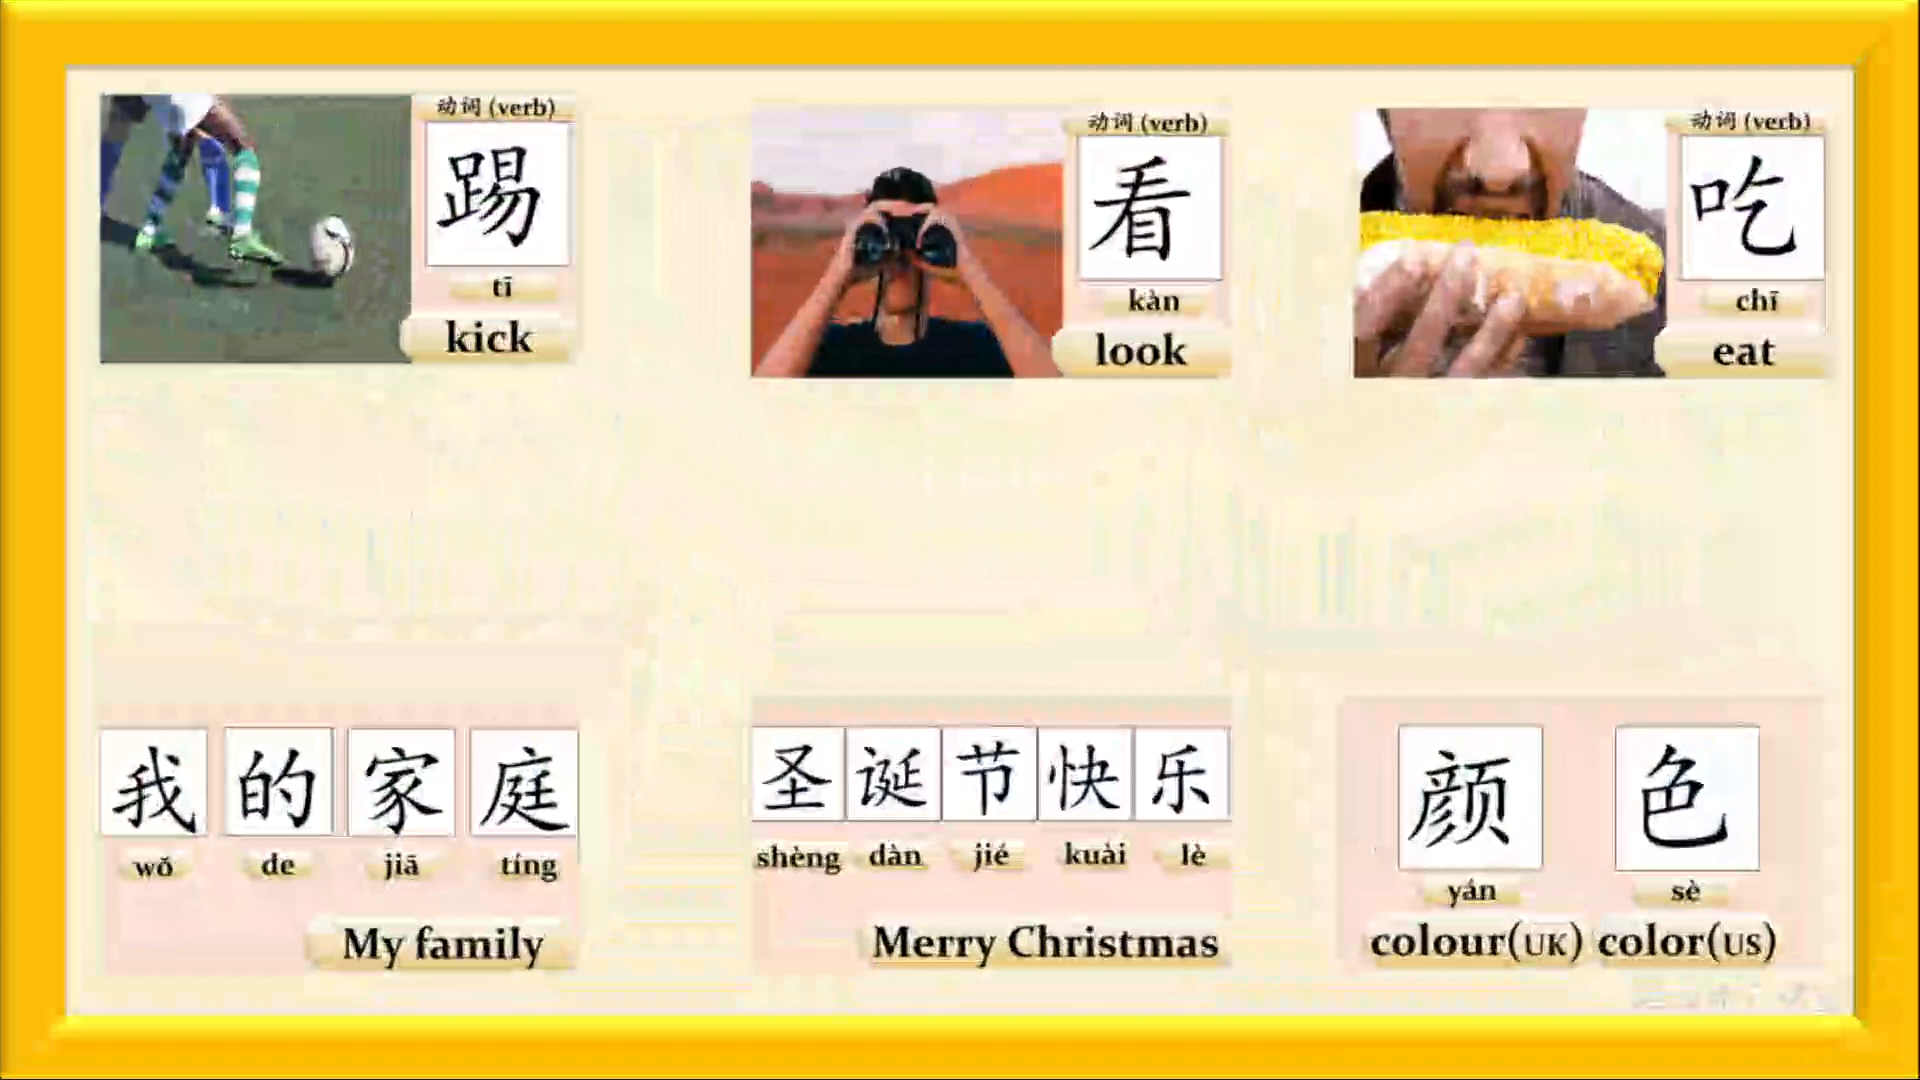 动词 (verb)
踢
tī
kick
动词 (verb)
看
kàn
look
动词 (verb)
吃
chī
eat
我 的 家 庭
wǒ de jiā tíng
My family
圣 诞 节 快 乐
shèng dàn jié kuài lè
Merry Christmas
颜 色
yán sè
colour(UK) color(US)